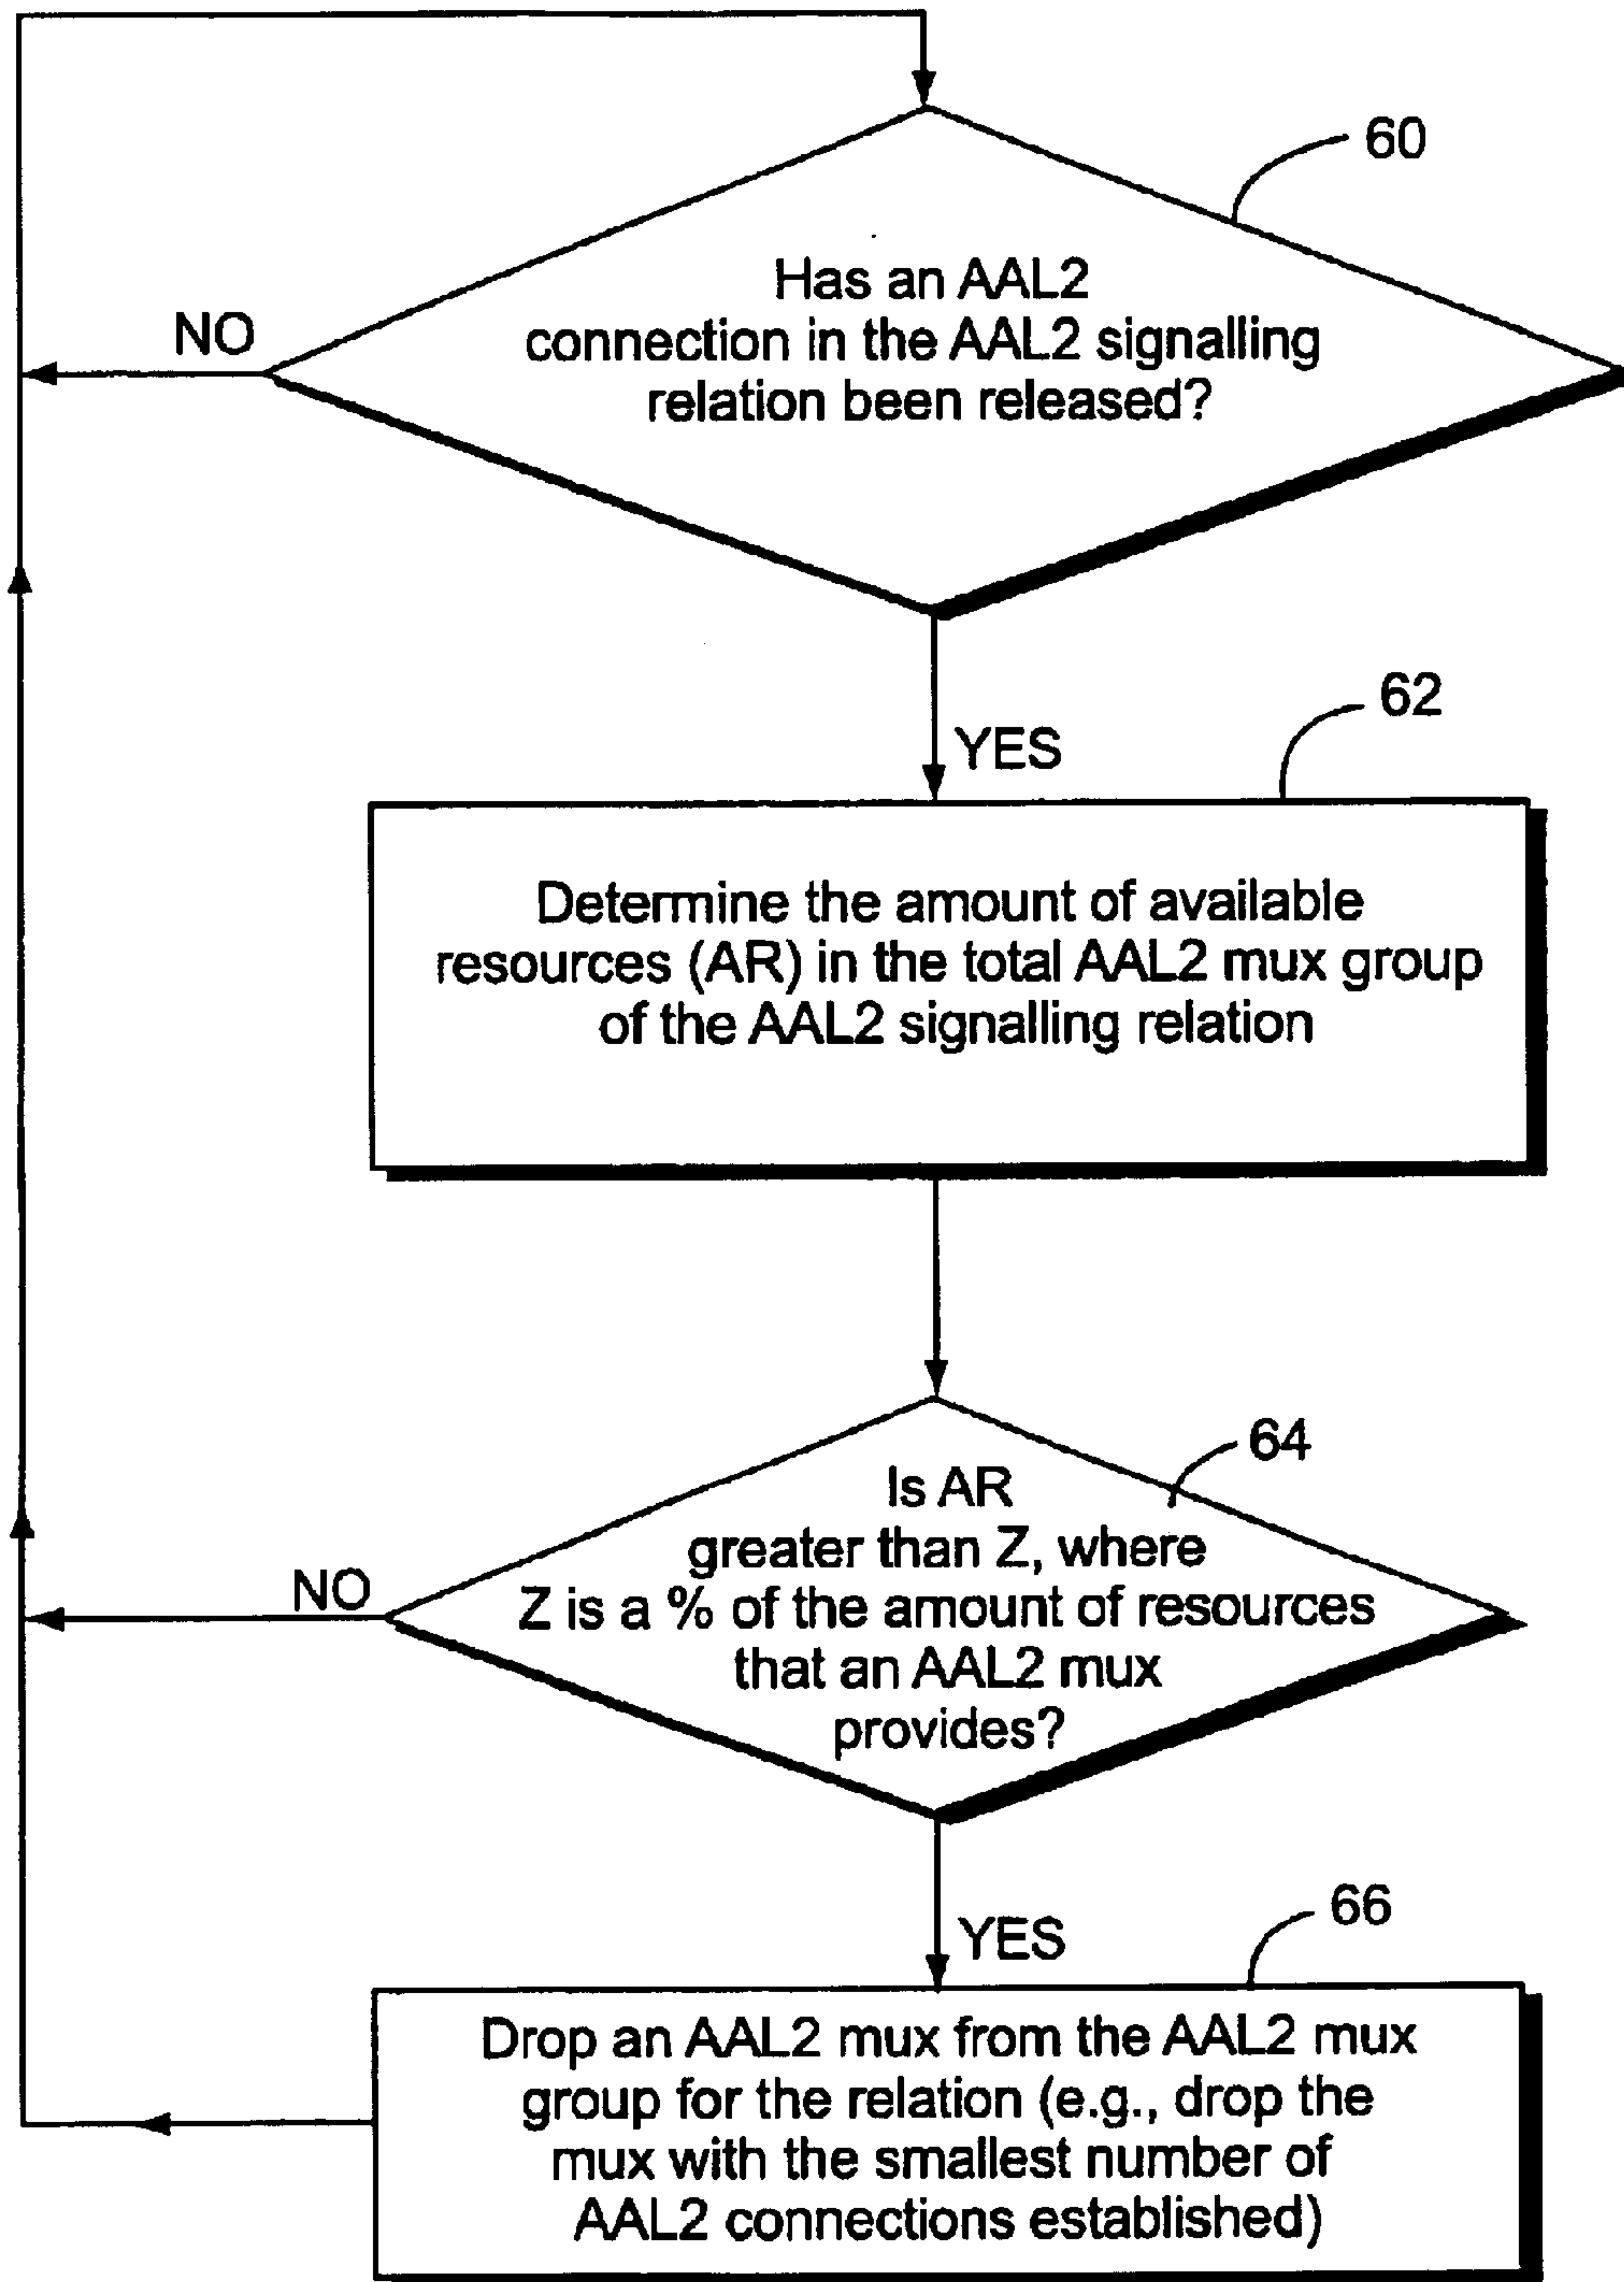 60
Has an AAL2
connection in the AAL2 signalling
relation been released?
NO
YES
62
Determine the amount of available
resources (AR) in the total AAL2 mux group
of the AAL2 signalling relation
64
Is AR
greater than Z, where
Z is a % of the amount of resources
that an AAL2 mux
provides?
NO
YES
66
Drop an AAL2 mux from the AAL2 mux
group for the relation (e.g., drop the
mux with the smallest number of
AAL2 connections established)